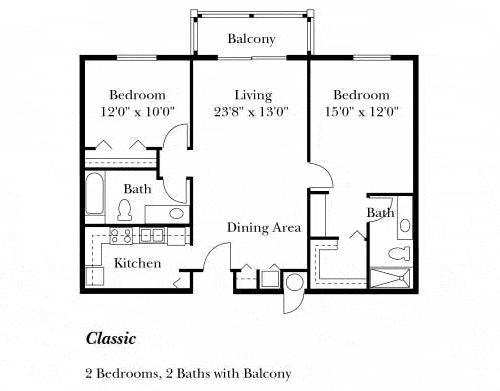 Balcony
Bedroom
12'0" x 10'0"
Living
23'8" x 13'0"
Bedroom
15'0" x 12'0"
Bath
Bath
Dining Area
Kitchen
Classic
2 Bedrooms, 2 Baths with Balcony